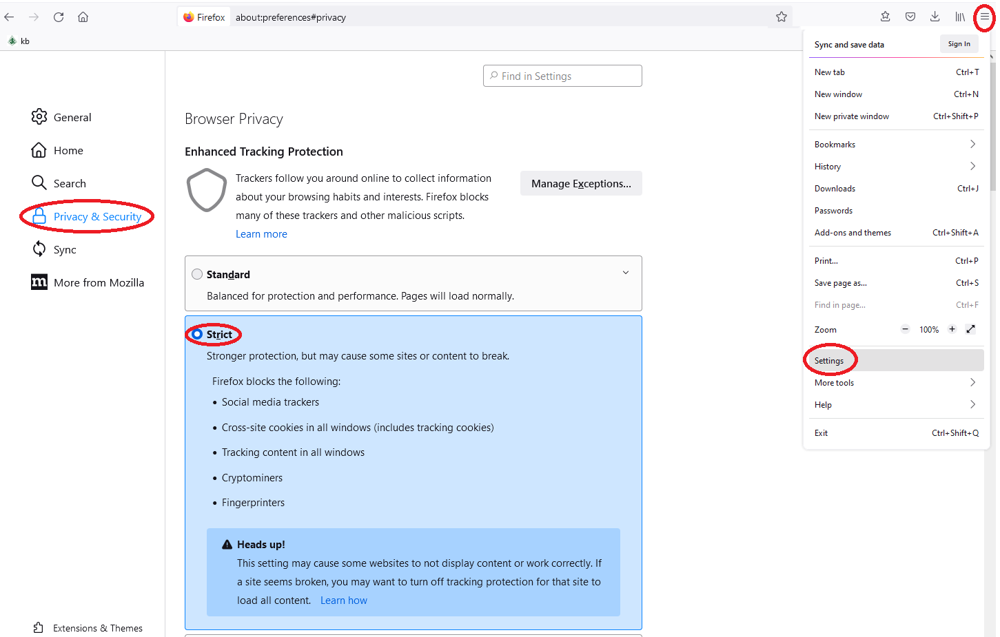 Firefox about:preferences#privacy
kb
Find in Settings
General
Home
Search
Privacy & Security
Sync
More from Mozilla
Extensions & Themes
Browser Privacy
Enhanced Tracking Protection
Trackers follow you around online to collect information
about your browsing habits and interests. Firefox blocks
many of these trackers and other malicious scripts.
Learn more
Manage Exceptions...
Standard
Balanced for protection and performance. Pages will load normally.
Strict
Stronger protection, but may cause some sites or content to break.
Firefox blocks the following:
• Social media trackers
• Cross-site cookies in all windows (includes tracking cookies)
• Tracking content in all windows
• Cryptominers
• Fingerprinters
Heads up!
This setting may cause some websites to not display content or work correctly. If
a site seems broken, you may want to turn off tracking protection for that site to
load all content. Learn how
Sync and save data Sign In
New tab Ctrl+T
New window Ctrl+N
New private window Ctrl+Shift+P
Bookmarks
History
Downloads Ctrl+J
Passwords
Add-ons and themes Ctrl+Shift+A
Print... Ctrl+P
Save page as... Ctrl+S
Find in page... Ctrl+F
Zoom − 100% +
Settings
More tools
Help
Exit Ctrl+Shift+Q